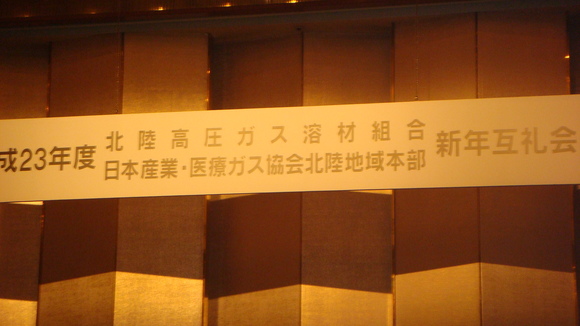 成23年度
北陸高圧ガス溶材組合
日本産業・医療ガス協会北陸地域本部
新年互礼会